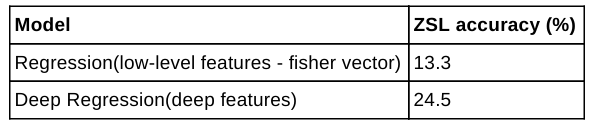 Model ZSL accuracy (%)
Regression(low-level features - fisher vector) 13.3
Deep Regression(deep features) 24.5